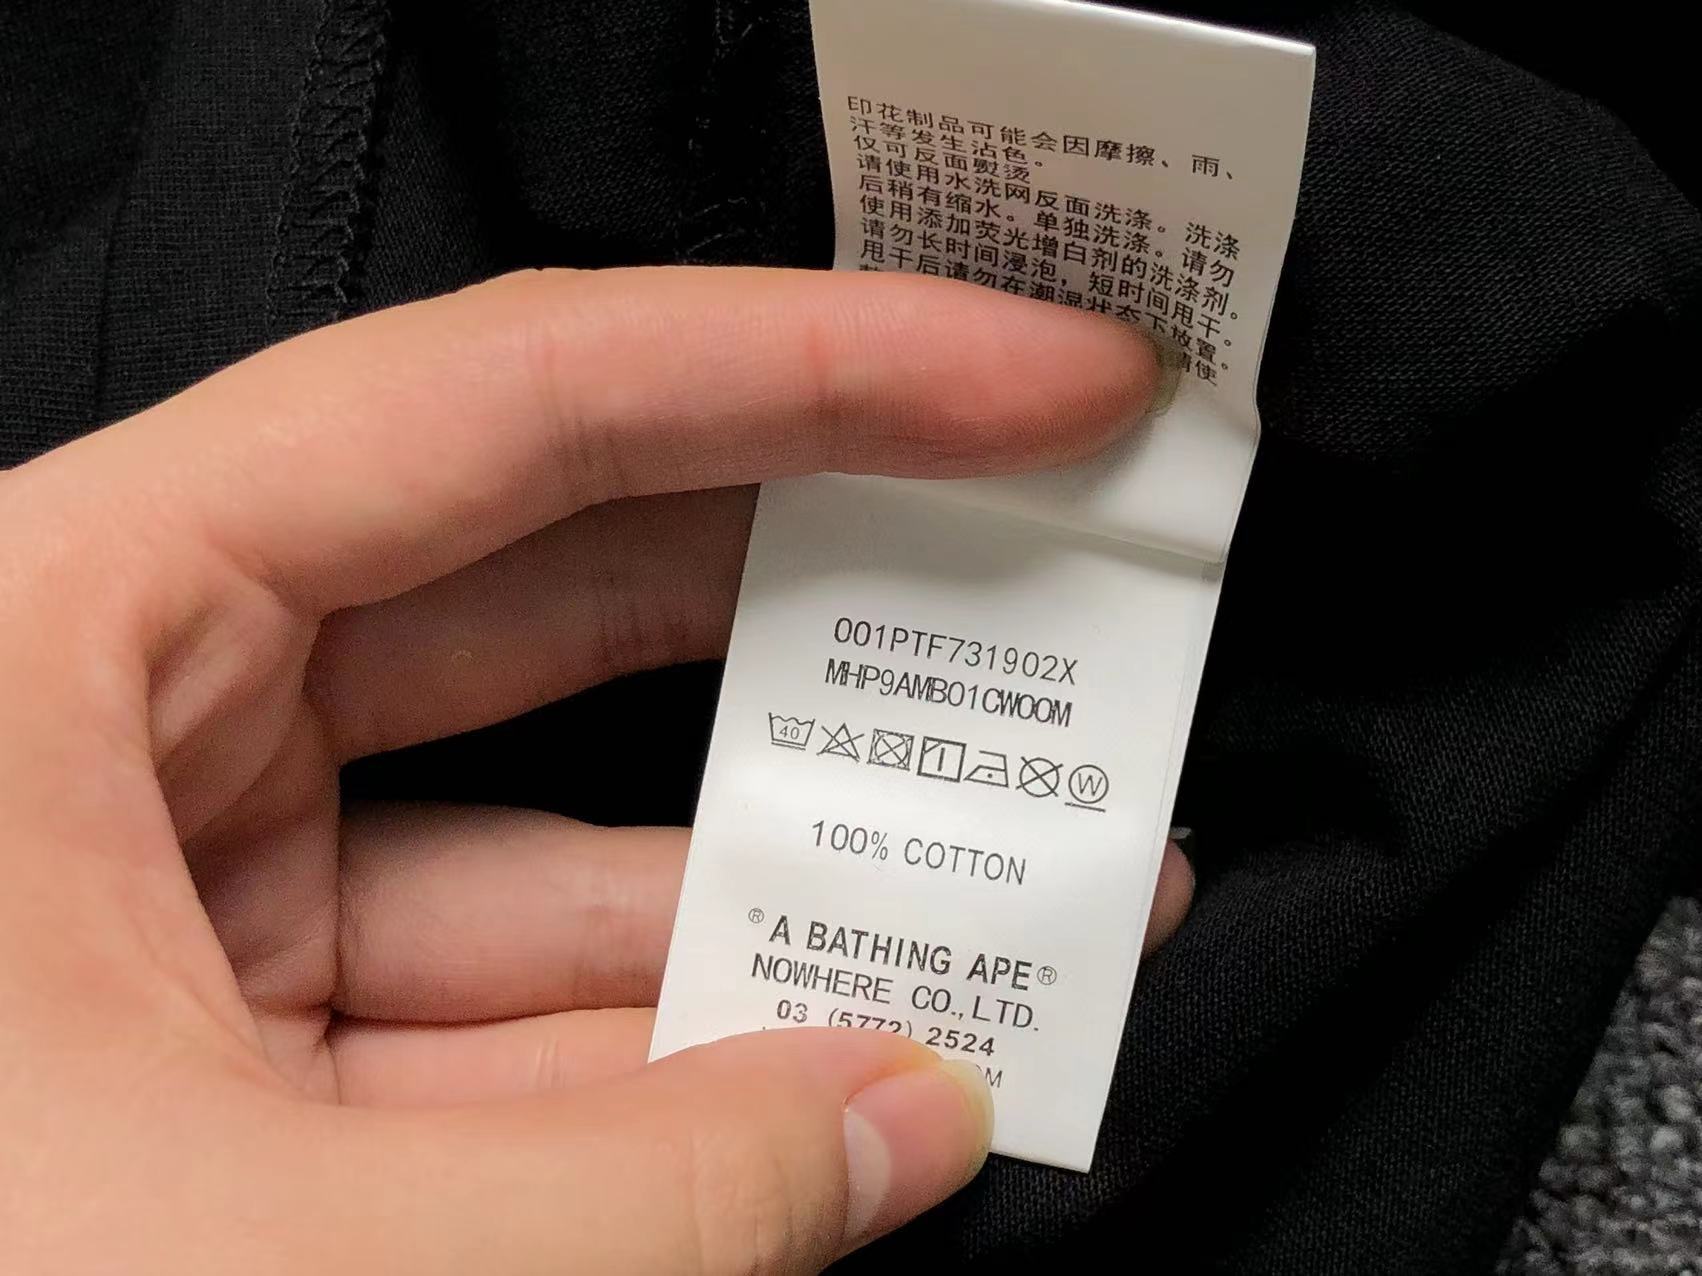 印花制品可能会因摩擦、雨、
汗等发生沾色。
仅可反面熨烫
请使用水洗网反面洗涤。洗涤
后稍有缩水。单独洗涤。请勿
使用添加荧光增白剂的洗涤剂。
请勿长时间浸泡，短时间甩干。
甩干后请勿在潮湿状态下放置。
请使
001PTF731902X
MHP9AMB01CW00M
40
W
100% COTTON
® A BATHING APE®
NOWHERE CO., LTD.
03 (5772) 2524